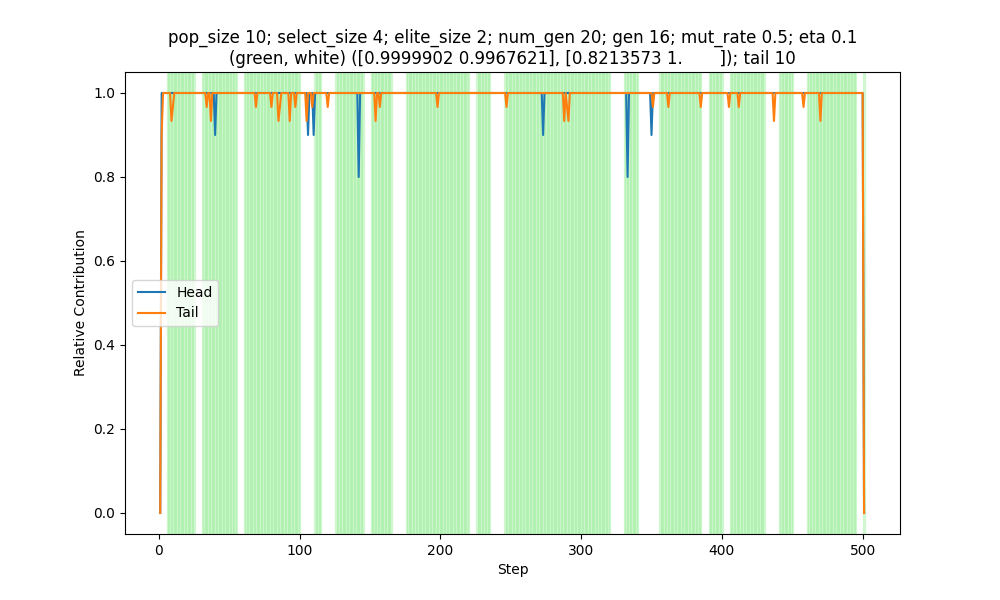 pop_size 10; select_size 4; elite_size 2; num_gen 20; gen 16; mut_rate 0.5; eta 0.1
(green, white) ([0.9999902 0.9967621], [0.8213573 1.        ]); tail 10
1.0
0.8
0.6
0.4
0.2
0.0
Relative Contribution
Head
Tail
0
100
200
300
400
500
Step